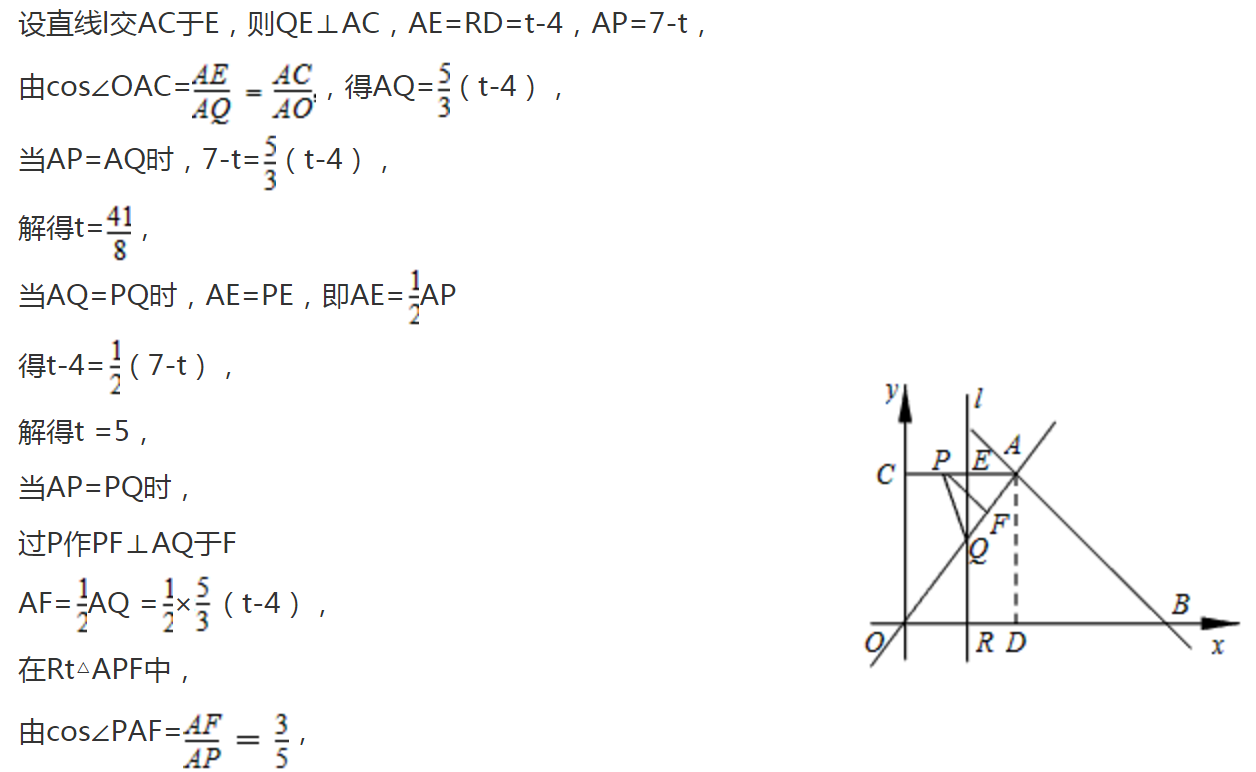 设直线l交AC于E，则QE⊥AC，AE=RD=t-4，AP=7-t，
由cos∠OAC=AE/AQ = AC/AO，，得AQ=5/3（t-4），
当AP=AQ时，7-t=5/3（t-4），
解得t=41/8，
当AQ=PQ时，AE=PE，即AE=1/2AP
得t-4=1/2（7-t），
解得t =5，
当AP=PQ时，
过P作PF⊥AQ于F
AF=1/2AQ =1/2×5/3（t-4），
在Rt△APF中，
由cos∠PAF=AF/AP = 3/5，
y
l
C
P
E
A
F
Q
B
O
R
D
x